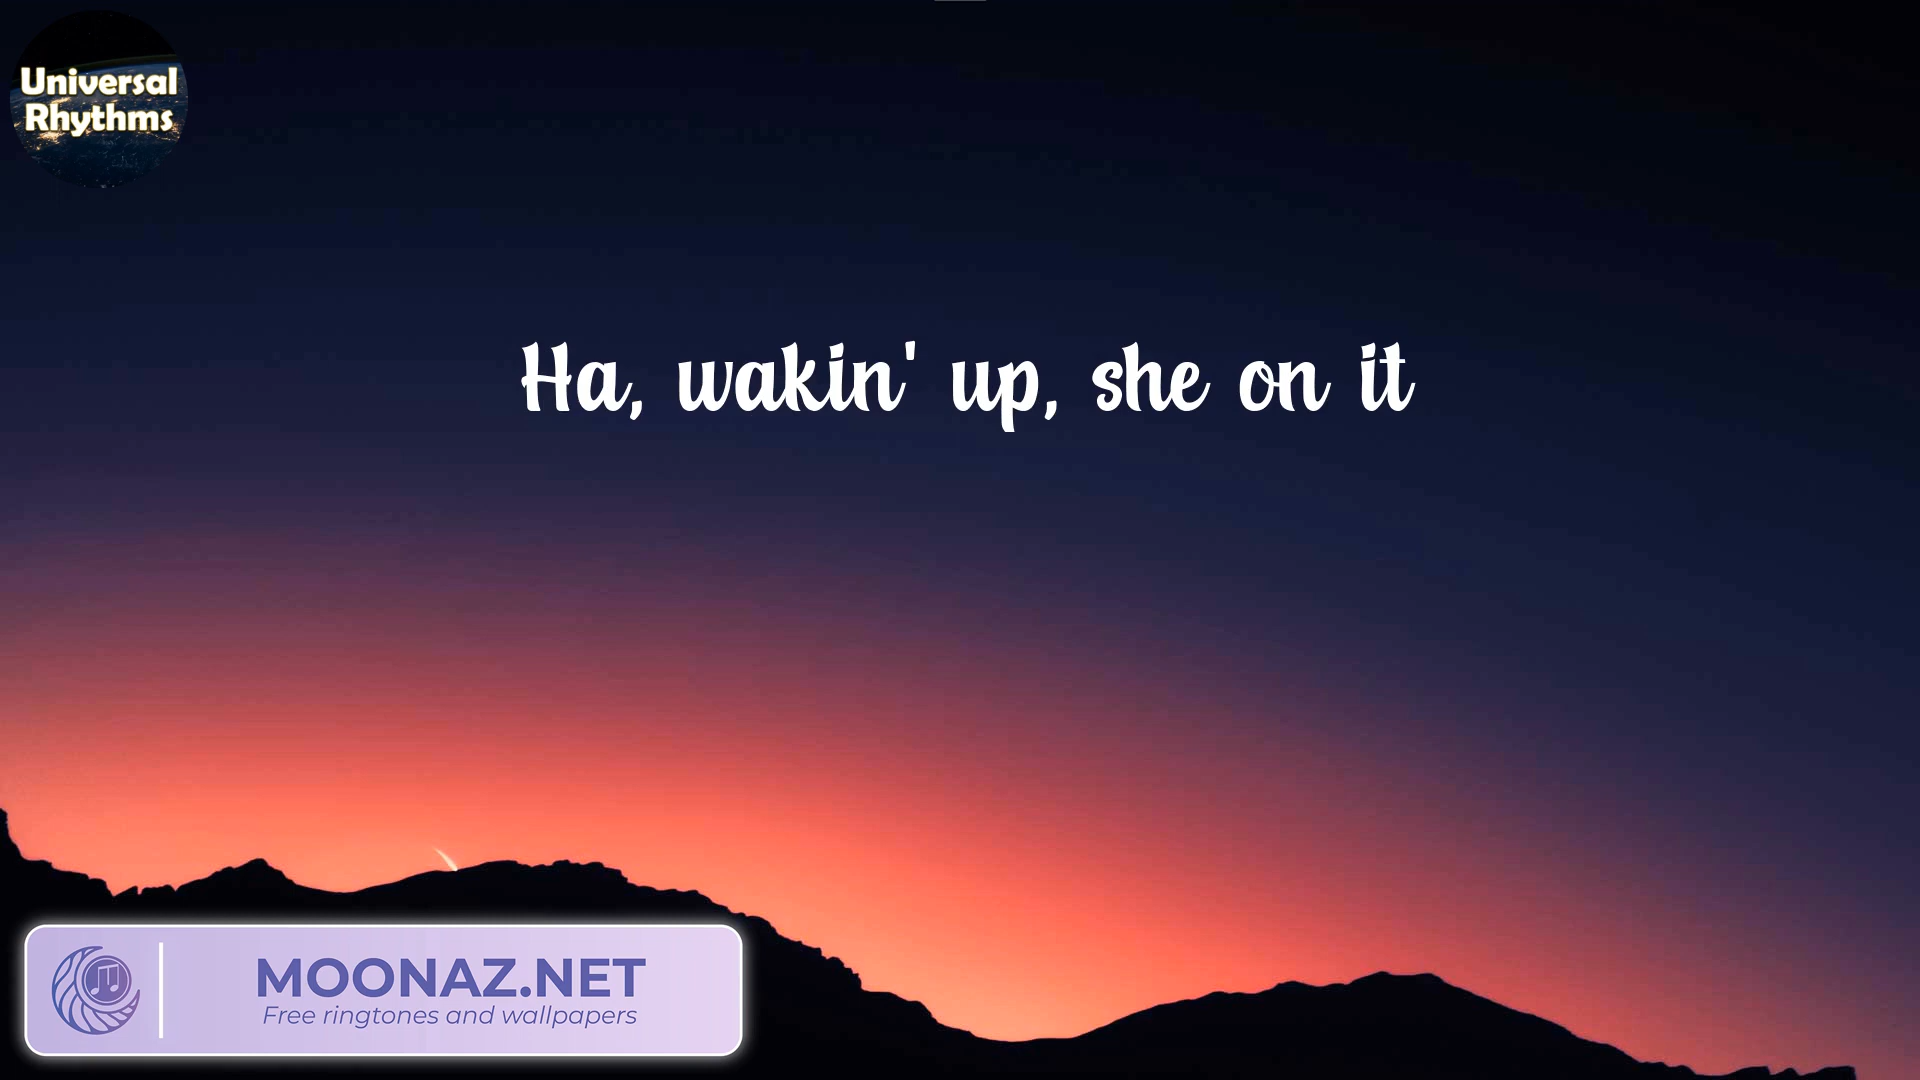 Universal
Rhythms
Ha, wakin' up, she on it
MOONAZ.NET
Free ringtones and wallpapers